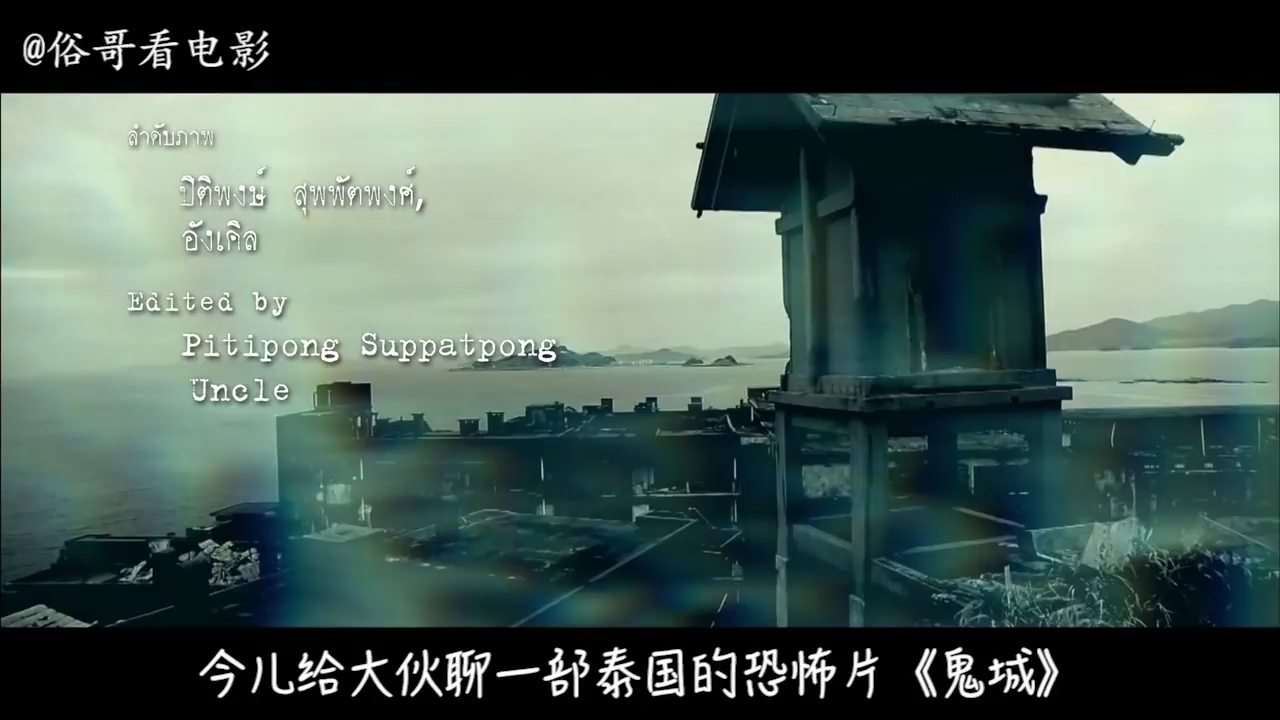 @俗哥看电影
ลำดับภาพ
ปิติพงษ์ สุพพัตพงศ์,
อังเคิล
Edited by
Pitipong Suppatpong
Uncle
今儿给大伙聊一部泰国的恐怖片《鬼城》